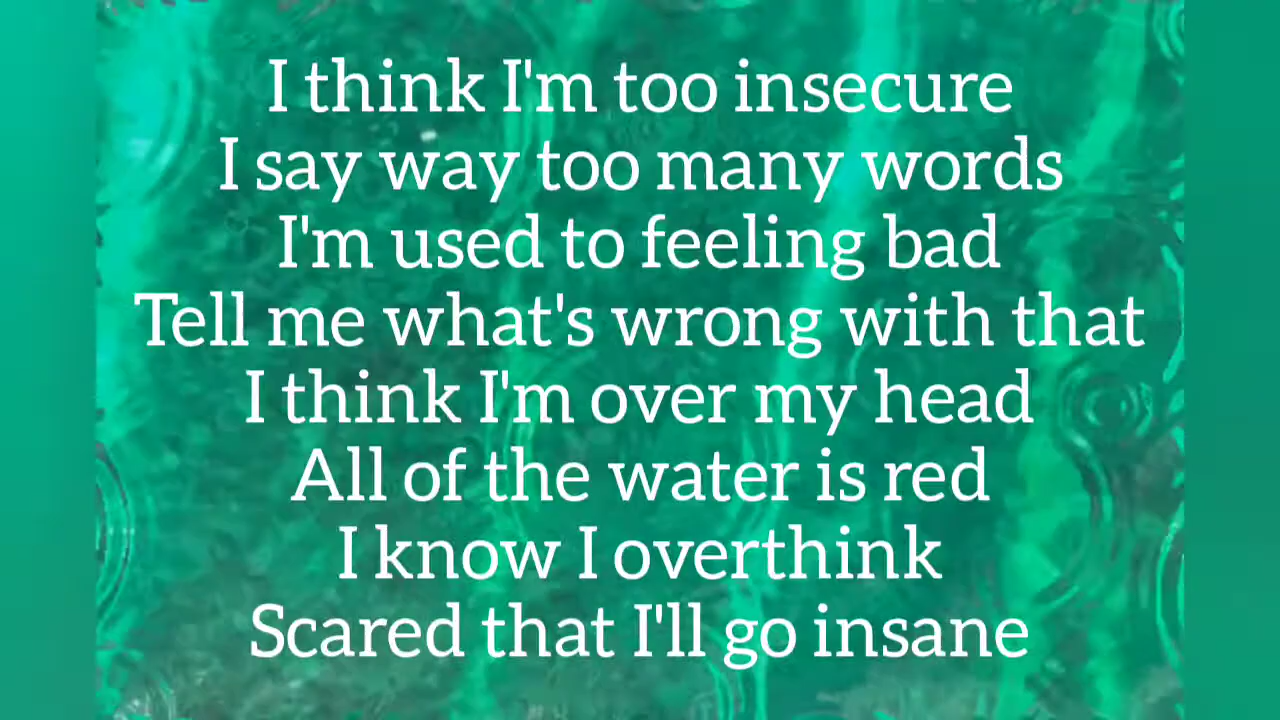 I think I'm too insecure
I say way too many words
I'm used to feeling bad
Tell me what's wrong with that
I think I'm over my head
All of the water is red
I know I overthink
Scared that I'll go insane